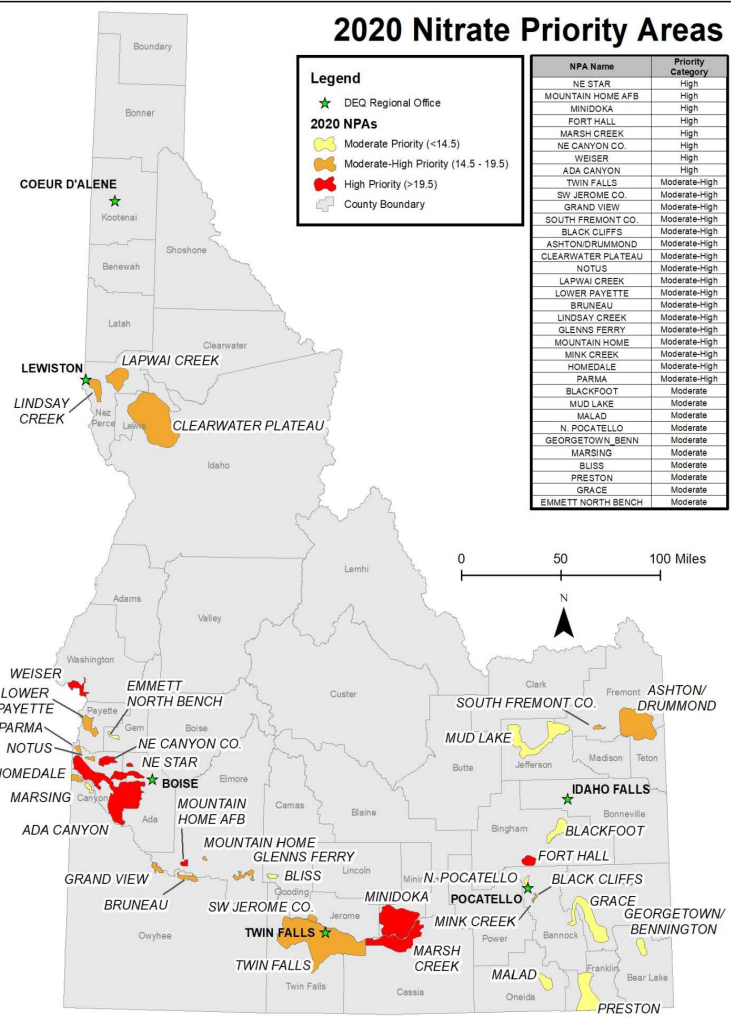 2020 Nitrate Priority Areas
Legend
DEQ Regional Office
2020 NPAs
Moderate Priority (<14.5)
Moderate-High Priority (14.5 - 19.5)
High Priority (>19.5)
County Boundary
NPA Name Priority Category
NE STAR High
MOUNTAIN HOME AFB High
MINIDOKA High
FORT HALL High
MARSH CREEK High
NE CANYON CO. High
WEISER High
ADA CANYON High
TWIN FALLS Moderate-High
SW JEROME CO. Moderate-High
GRAND VIEW Moderate-High
SOUTH FREMONT CO. Moderate-High
BLACK CLIFFS Moderate-High
ASHTON/DRUMMOND Moderate-High
CLEARWATER PLATEAU Moderate-High
NOTUS Moderate-High
LAPWAI CREEK Moderate-High
LOWER PAYETTE Moderate-High
BRUNEAU Moderate-High
LINDSAY CREEK Moderate-High
GLENNS FERRY Moderate-High
MOUNTAIN HOME Moderate-High
MINK CREEK Moderate-High
HOMEDALE Moderate-High
PARMA Moderate-High
BLACKFOOT Moderate
MUD LAKE Moderate
MALAD Moderate
N. POCATELLO Moderate
GEORGETOWN_BENN Moderate
MARSING Moderate
BLISS Moderate
PRESTON Moderate
GRACE Moderate
EMMETT NORTH BENCH Moderate
0 50 100 Miles
N
Boundary
Bonner
COEUR D'ALENE
Kootenai
Shoshone
Benewah
Latah
Clearwater
LAPWAI CREEK
LEWISTON
LINDSAY
CREEK
Nez
Perce
Lewis
CLEARWATER PLATEAU
Idaho
Lemhi
Adams
Valley
Washington
WEISER
LOWER
PAYETTE
Payette
EMMETT
NORTH BENCH
Gem
Boise
Custer
Clark
Fremont
ASHTON/
DRUMMOND
SOUTH FREMONT CO.
MUD LAKE
Jefferson
Madison
Teton
Butte
PARMA
NOTUS
NE CANYON CO.
NE STAR
HOMEDALE
BOISE
Elmore
MARSING
Canyon
ADA CANYON
Ada
MOUNTAIN
HOME AFB
Camas
Blaine
IDAHO FALLS
Bonneville
Bingham
BLACKFOOT
MOUNTAIN HOME
GLENNS FERRY
GRAND VIEW
BRUNEAU
BLISS
Gooding
Lincoln
FORT HALL
N. POCATELLO
BLACK CLIFFS
POCATELLO
MINK CREEK
GRACE
GEORGETOWN/
BENNINGTON
SW JEROME CO.
Jerome
MINIDOKA
Owyhee
TWIN FALLS
TWIN FALLS
MARSH
CREEK
Power
Bannock
Twin Falls
Cassia
MALAD
Oneida
Franklin
Bear Lake
PRESTON